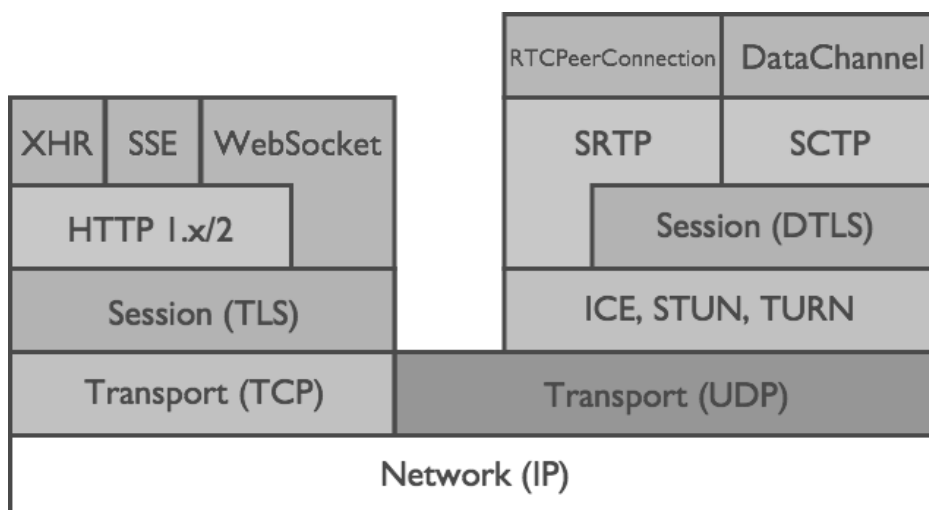 RTCPeerConnection DataChannel
XHR SSE WebSocket SRTP SCTP
HTTP 1.x/2 Session (DTLS)
Session (TLS) ICE, STUN, TURN
Transport (TCP) Transport (UDP)
Network (IP)